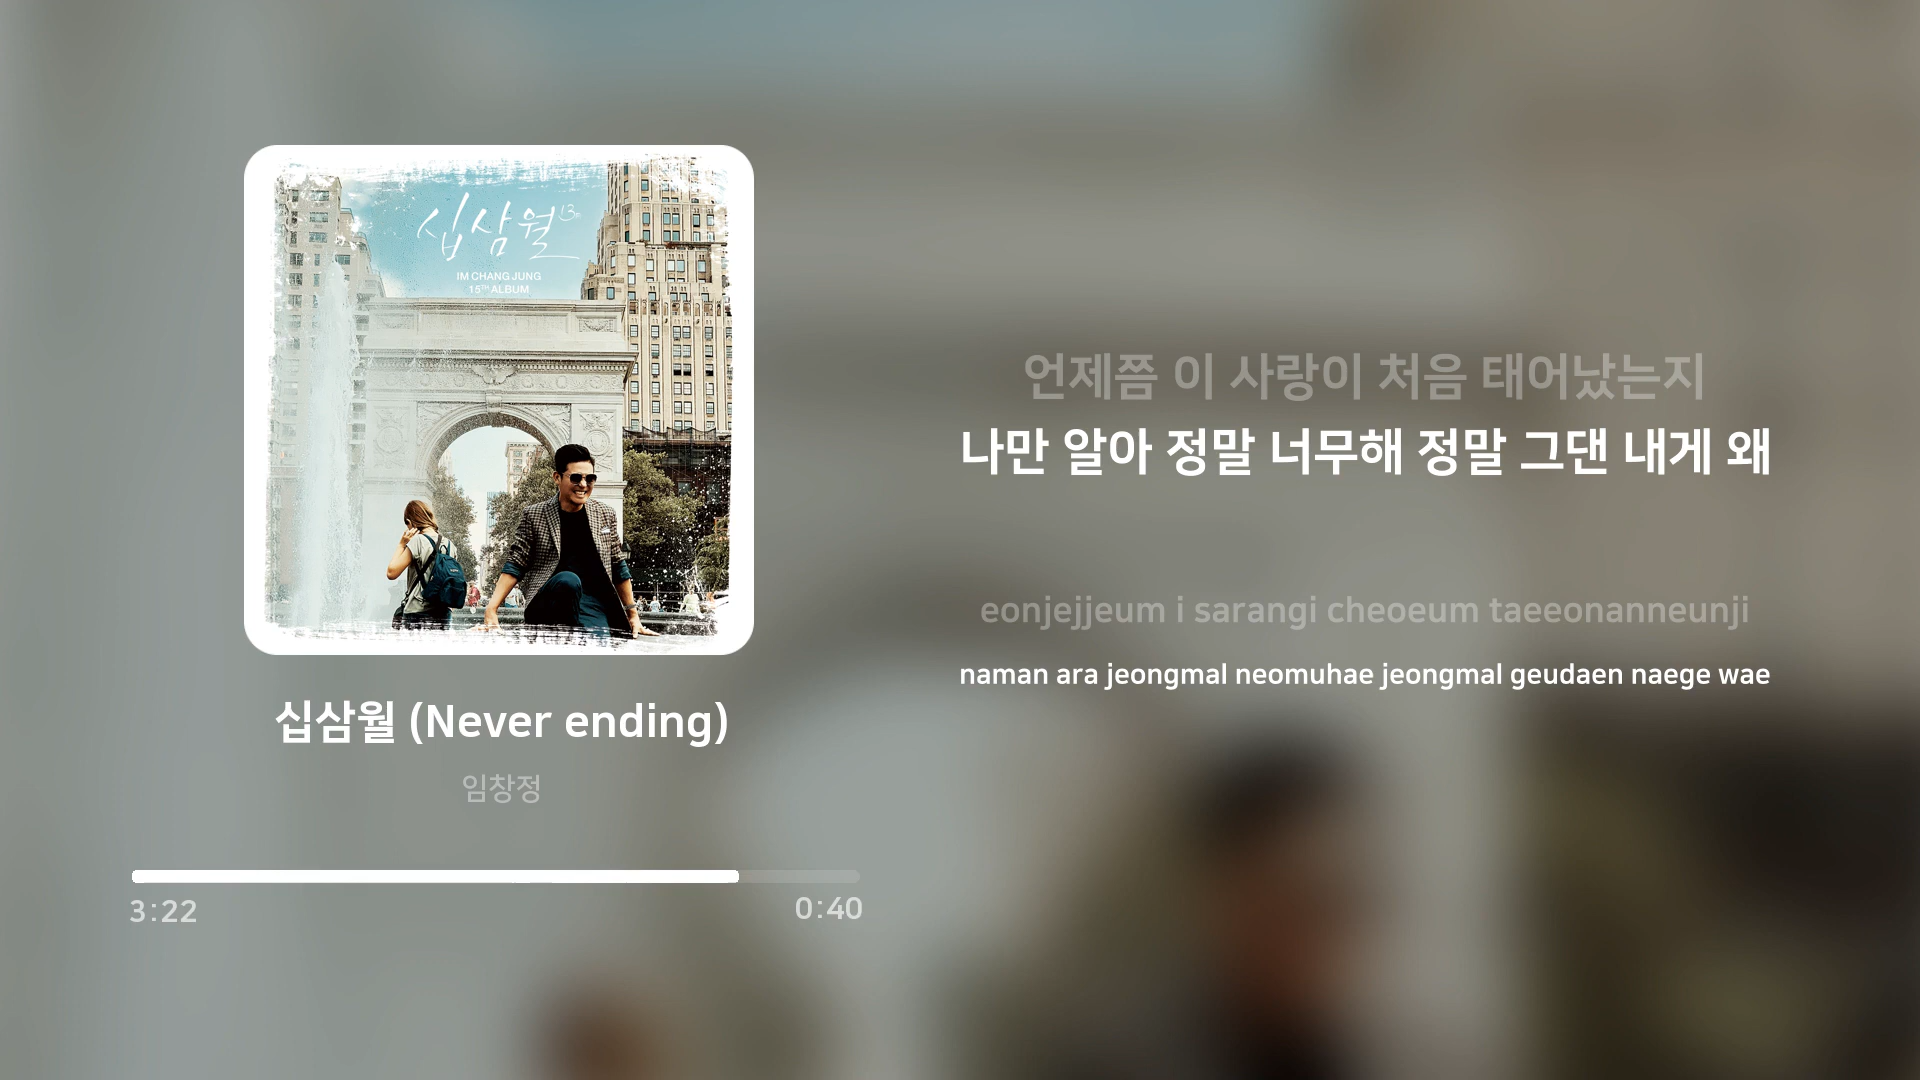 십삼월 13th
IM CHANG JUNG
15TH ALBUM
십삼월 (Never ending)
임창정
3:22
0:40
언제쯤 이 사랑이 처음 태어났는지
나만 알아 정말 너무해 정말 그댄 내게 왜
eonjejjeum i sarangi cheoeum taeeonanneunji
naman ara jeongmal neomuhae jeongmal geudaen naege wae